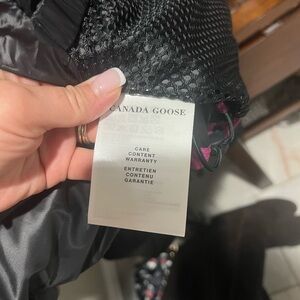 CANADA GOOSE
CARE
CONTENT
WARRANTY
ENTRETIEN
CONTENU
GARANTIE